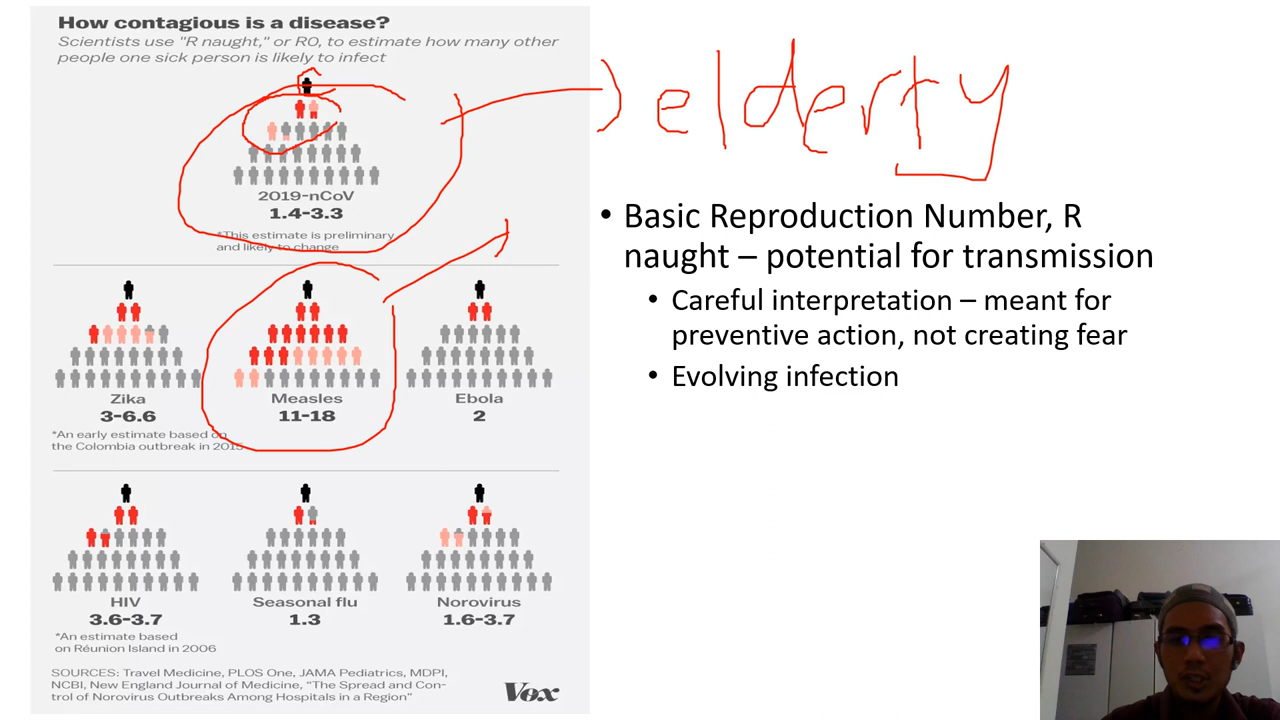 How contagious is a disease?
Scientists use "R naught," or R0, to estimate how many other
people one sick person is likely to infect
elderty
2019-nCoV
1.4-3.3
*This estimate is preliminary
and likely to change
• Basic Reproduction Number, R
naught – potential for transmission
• Careful interpretation – meant for
preventive action, not creating fear
• Evolving infection
Zika
3-6.6
*An early estimate based on
the Colombia outbreak in 2015
Measles
11-18
Ebola
2
HIV
3.6-3.7
*An estimate based
on Réunion Island in 2006
Seasonal flu
1.3
Norovirus
1.6-3.7
SOURCES: Travel Medicine, PLOS One, JAMA Pediatrics, MDPI,
NCBI, New England Journal of Medicine, "The Spread and Con-
trol of Norovirus Outbreaks Among Hospitals in a Region"
Vox